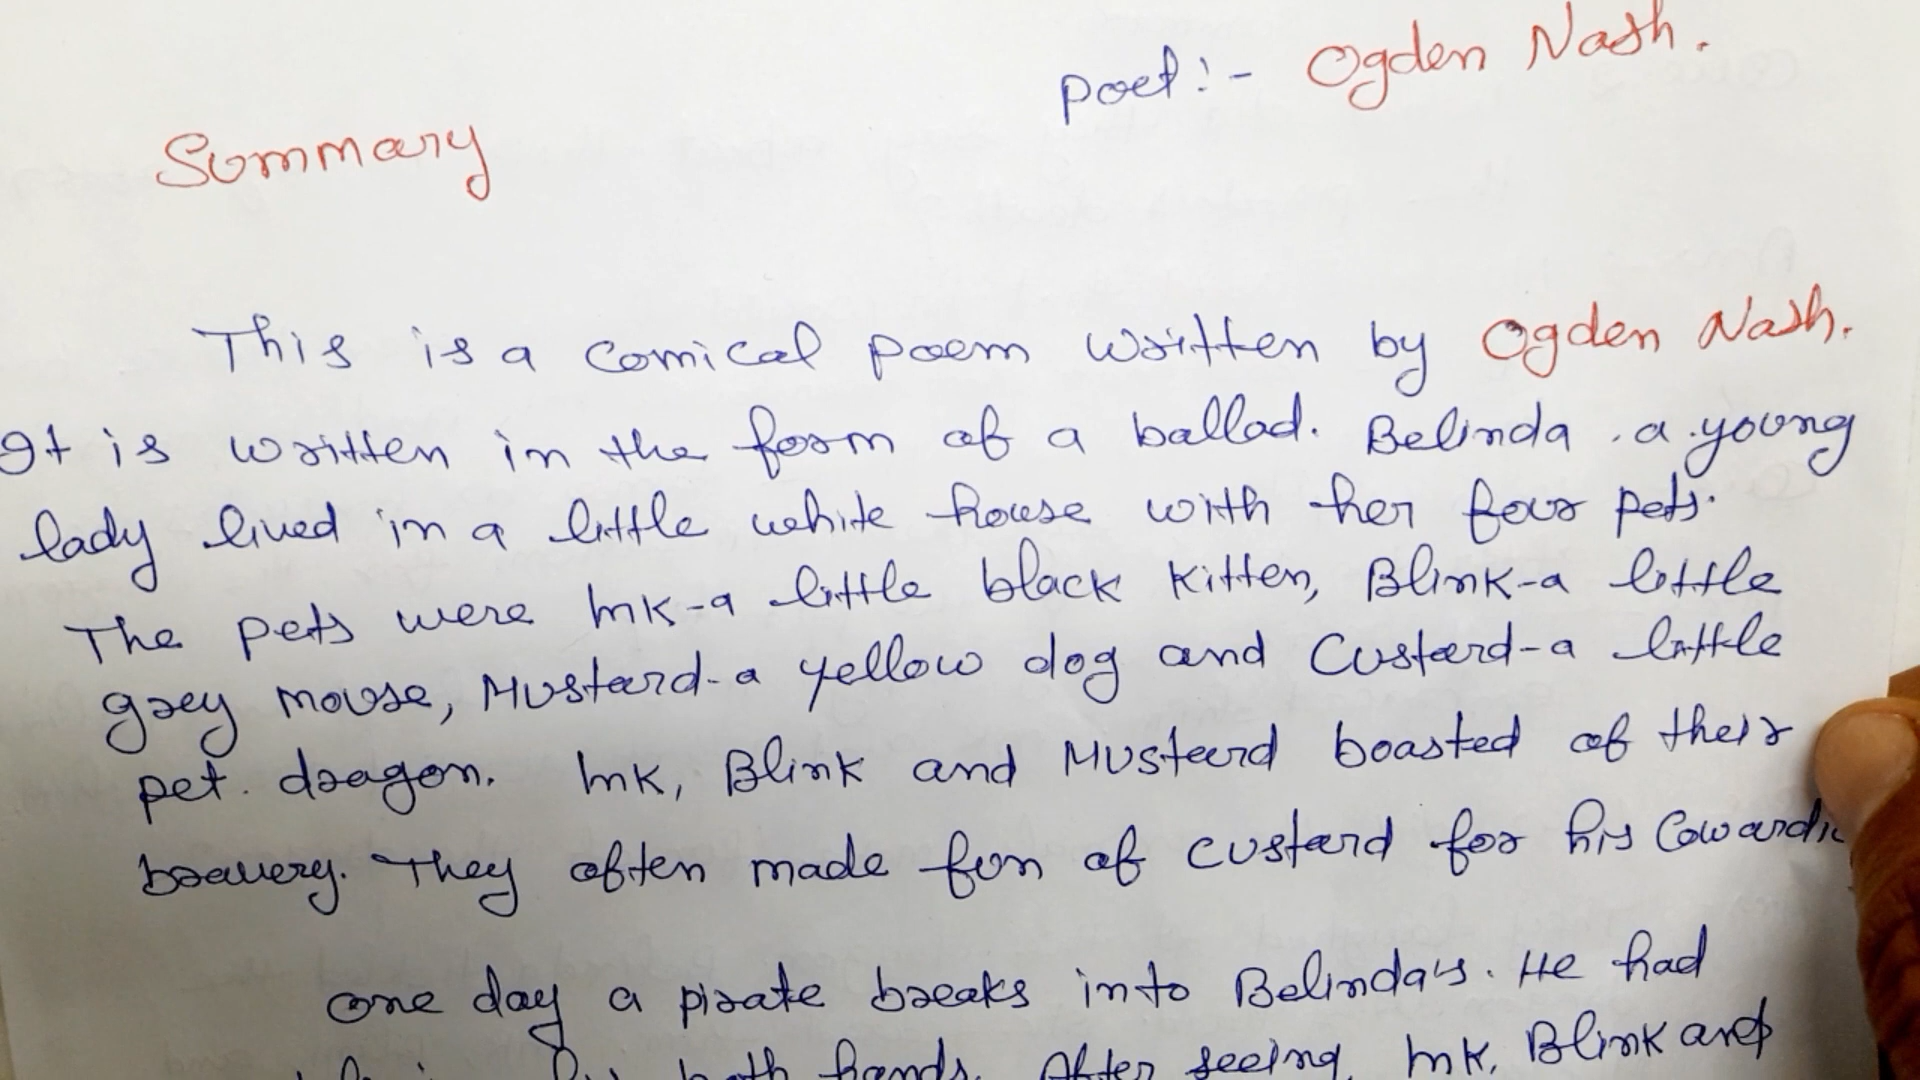 Poet:- Ogden Nash.
Summary
This is a comical poem written by Ogden Nash.
It is written in the form of a ballad. Belinda . a young
lady lived in a little white house with her four pets.
The pets were Ink-a little black Kitten, Blink-a little
grey mouse, Mustard-a yellow dog and Custard-a little
pet. dragon. Ink, Blink and Mustard boasted of their
bravery. They often made fun of custard for his
one day a pirate breaks into Belinda's. He had
both hands. After seeing, Ink, Blink and